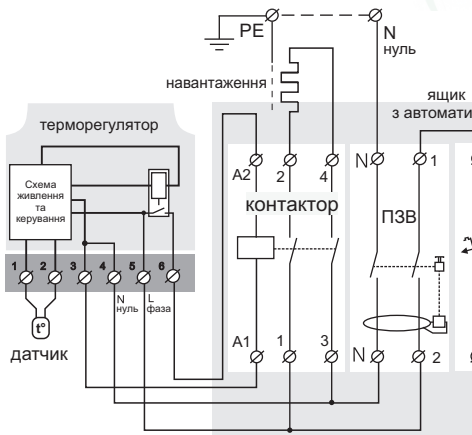 PE
N
нуль
навантаження
ящик
з автомати
терморегулятор
Схема
живлення
та
керування
A2
2
4
N
1
контактор
ПЗВ
1
2
3
4
5
6
N
нуль
L
фаза
t°
датчик
A1
1
3
N
2